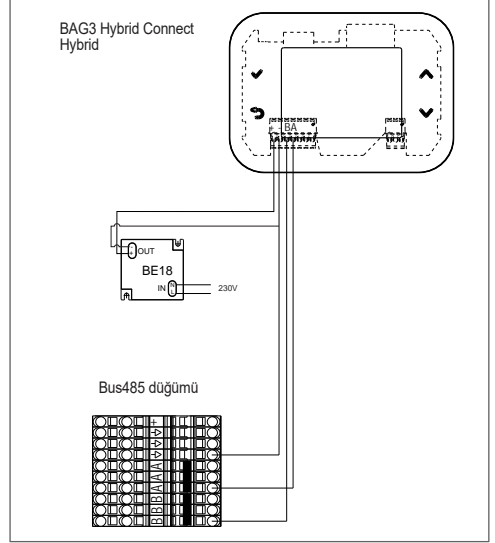 BAG3 Hybrid Connect
Hybrid
+ - BA
- + OUT
BE18
IN N L
230V
Bus485 düğümü
+
A
A
A
B
B
B